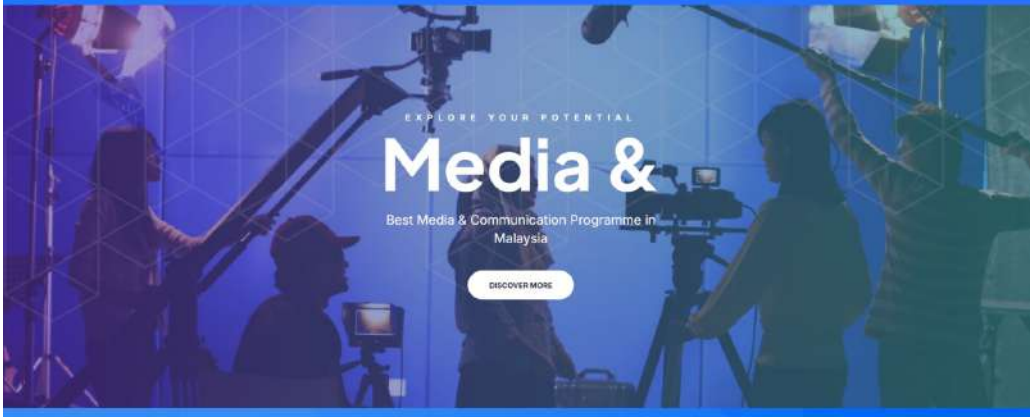 EXPLORE YOUR POTENTIAL
Media &
Best Media & Communication Programme in
Malaysia
DISCOVER MORE